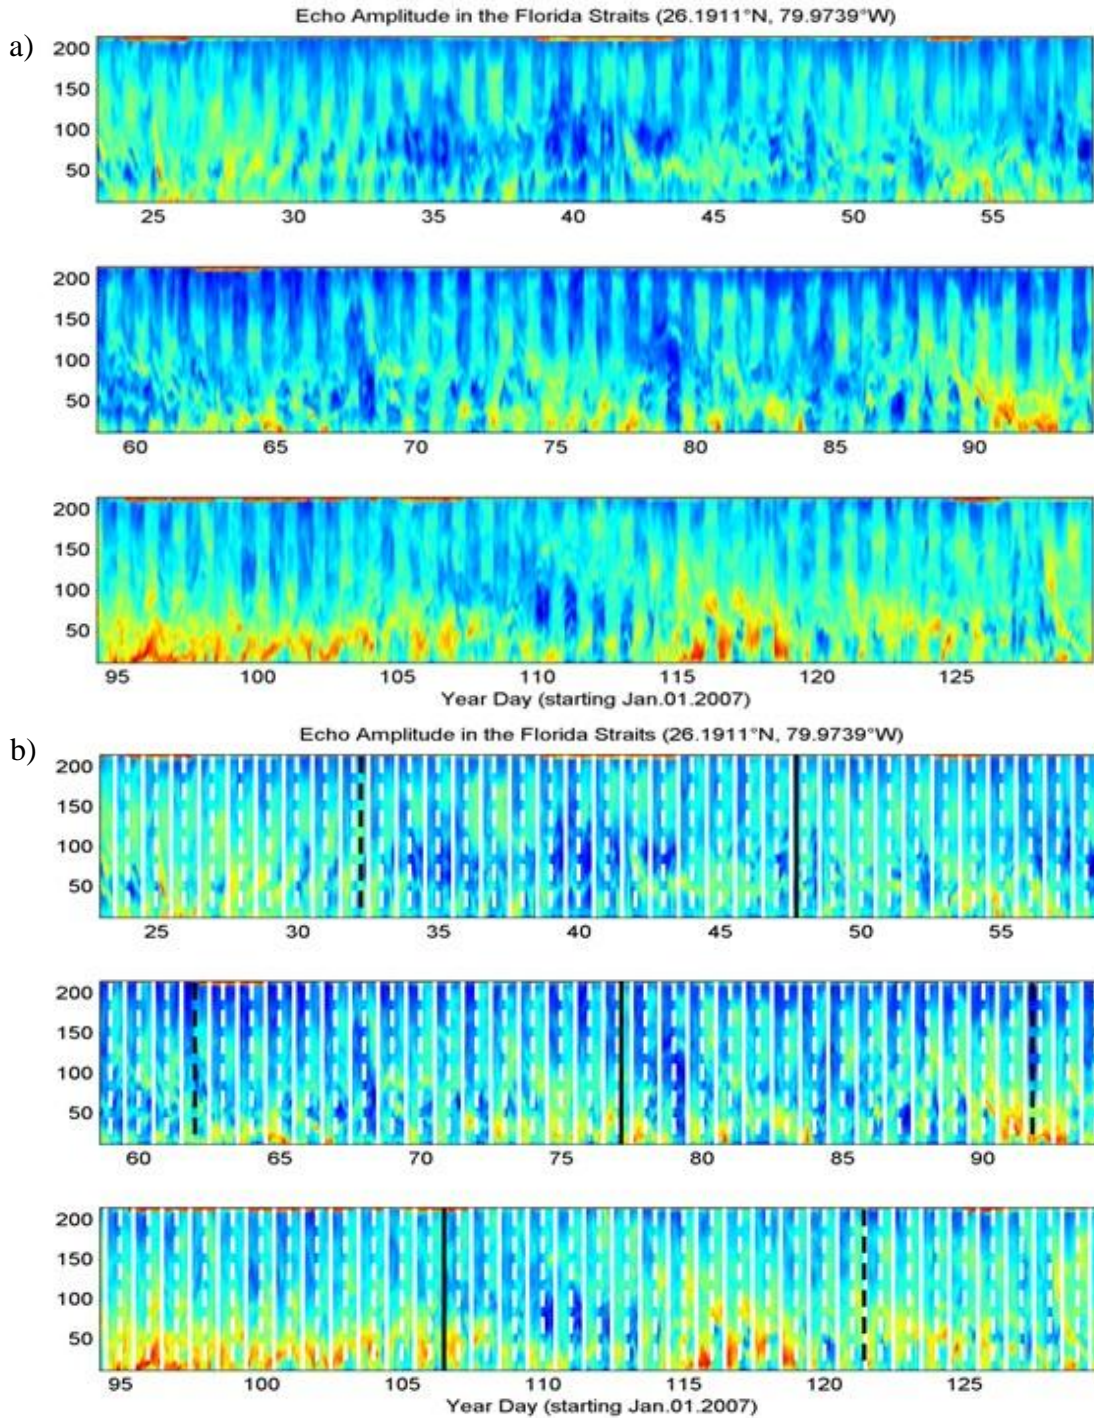 Echo Amplitude in the Florida Straits (26.1911°N, 79.9739°W)
a)
200
150
100
50
25 30 35 40 45 50 55
200
150
100
50
60 65 70 75 80 85 90
200
150
100
50
95 100 105 110 115 120 125
Year Day (starting Jan.01.2007)
Echo Amplitude in the Florida Straits (26.1911°N, 79.9739°W)
b)
200
150
100
50
25 30 35 40 45 50 55
200
150
100
50
60 65 70 75 80 85 90
200
150
100
50
95 100 105 110 115 120 125
Year Day (starting Jan.01.2007)